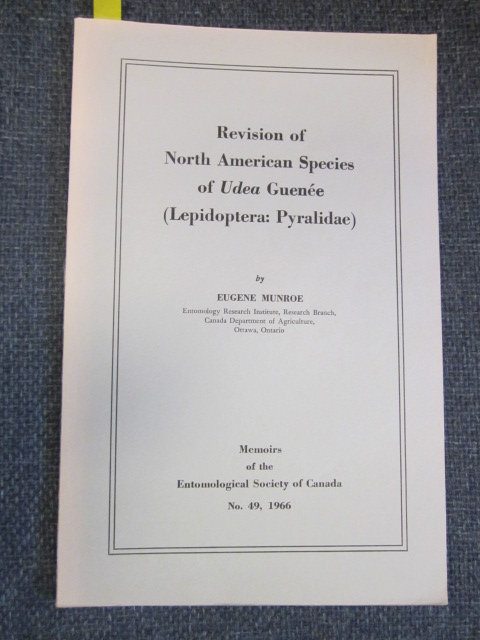 Revision of
North American Species
of Udea Guenée
(Lepidoptera: Pyralidae)
by
EUGENE MUNROE
Entomology Research Institute, Research Branch,
Canada Department of Agriculture,
Ottawa, Ontario
Memoirs
of the
Entomological Society of Canada
No. 49, 1966